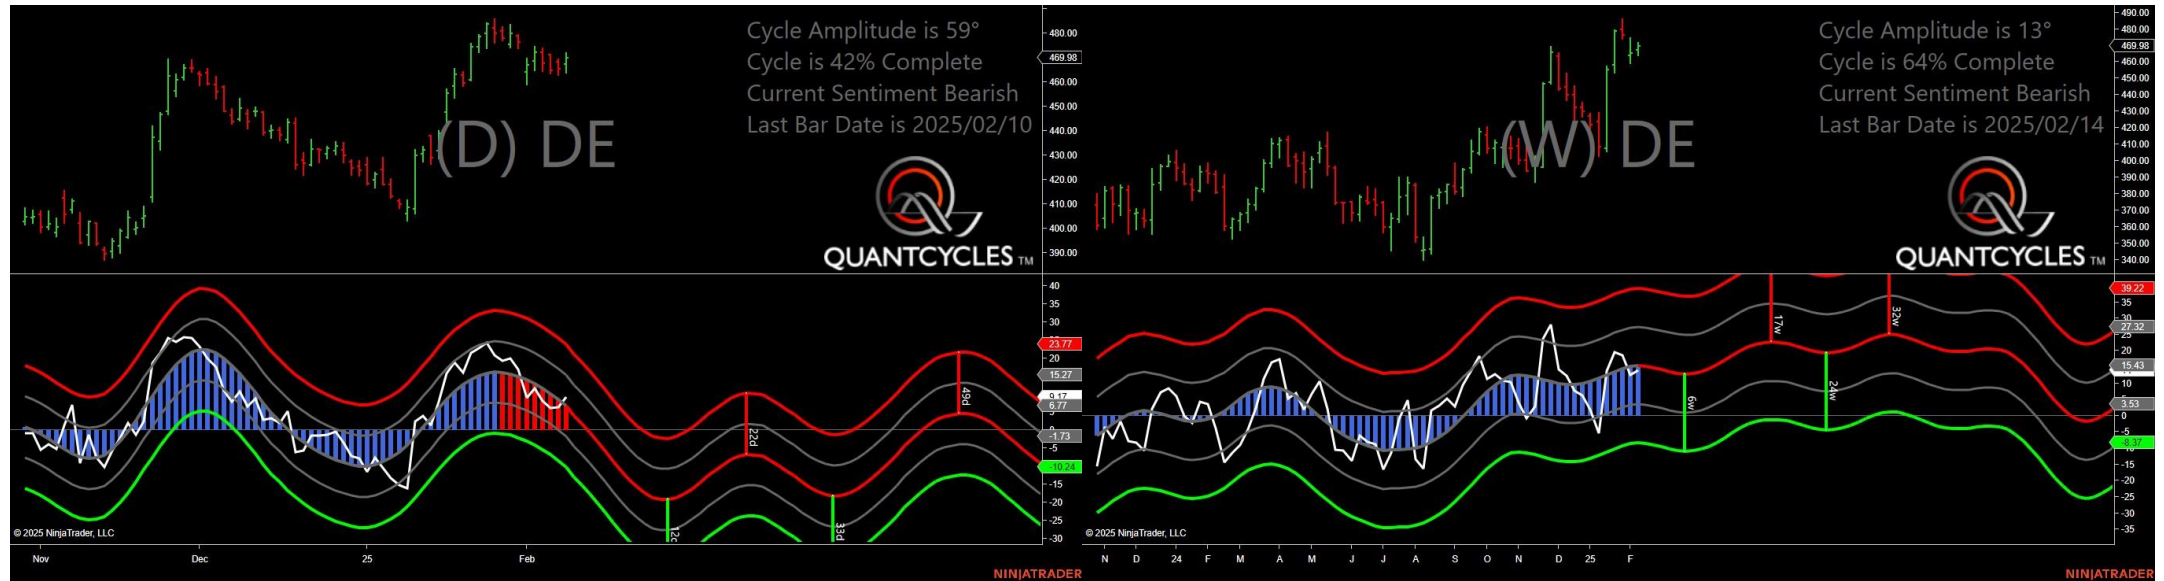 Cycle Amplitude is 59°
Cycle is 42% Complete
Current Sentiment Bearish
Last Bar Date is 2025/02/10
(D) DE
QUANTCYCLES TM
480.00
469.98
460.00
450.00
440.00
430.00
420.00
410.00
400.00
390.00
40
35
30
23.77
20
15.27
9.17
6.77
0
-1.73
-5
-10.24
-15
-20
-25
-30
12d
22d
33d
49d
© 2025 NinjaTrader, LLC
Nov
Dec
25
Feb
NINJATRADER
Cycle Amplitude is 13°
Cycle is 64% Complete
Current Sentiment Bearish
Last Bar Date is 2025/02/14
(W) DE
QUANTCYCLES TM
490.00
480.00
469.98
460.00
450.00
440.00
430.00
420.00
410.00
400.00
390.00
380.00
370.00
360.00
350.00
340.00
39.22
35
30
27.32
20
15.43
10
3.53
0
-5
-8.37
-15
-20
-25
-30
-35
6w
17w
24w
32w
© 2025 NinjaTrader, LLC
N
D
24
F
M
A
M
J
J
A
S
O
N
D
25
F
NINJATRADER